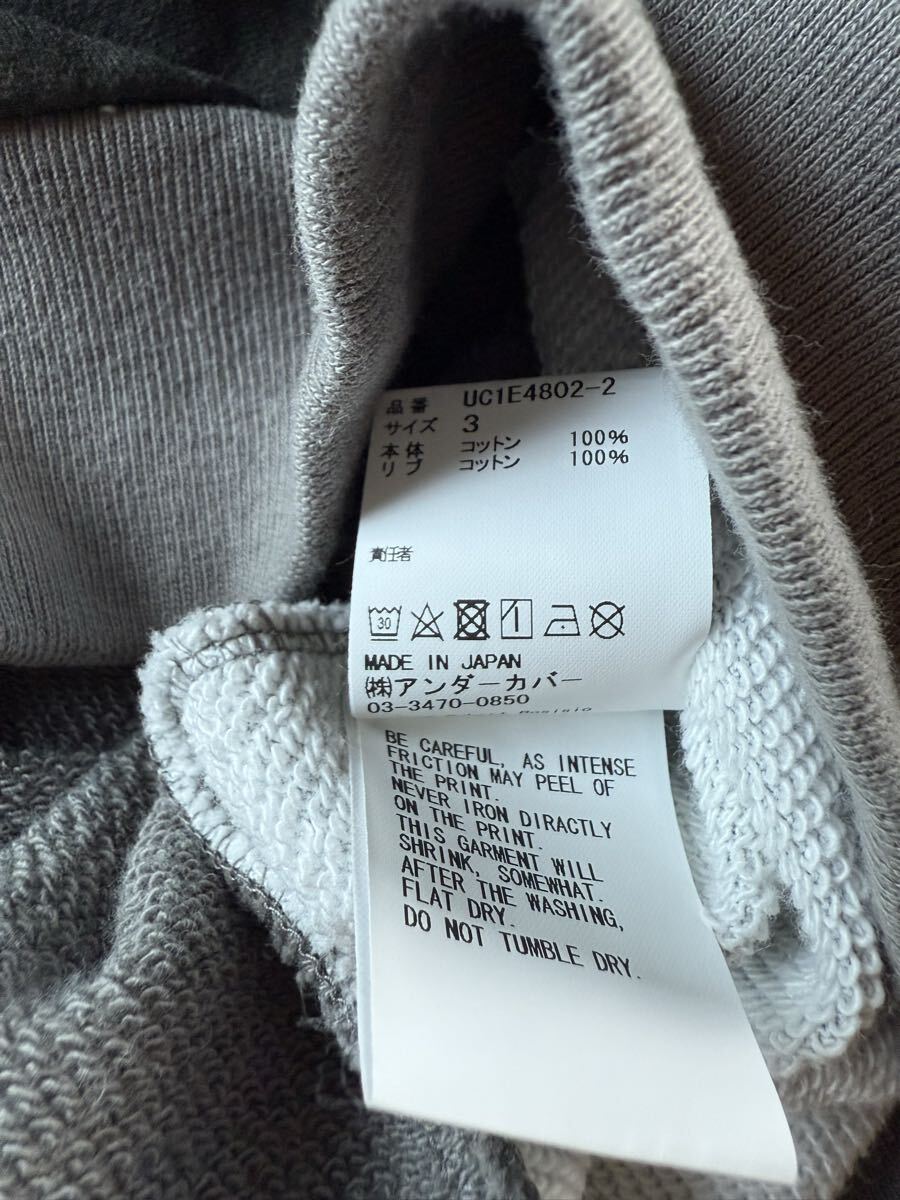 品番 UC1E4802-2
サイズ 3
本体 コットン 100%
リブ コットン 100%
責任者
30
MADE IN JAPAN
㈱アンダーカバー
03-3470-0850
BE CAREFUL, AS INTENSE
FRICTION MAY PEEL OF
THE PRINT.
NEVER IRON DIRACTLY
ON THE PRINT.
THIS GARMENT WILL
SHRINK, SOMEWHAT.
AFTER THE WASHING,
FLAT DRY.
DO NOT TUMBLE DRY.